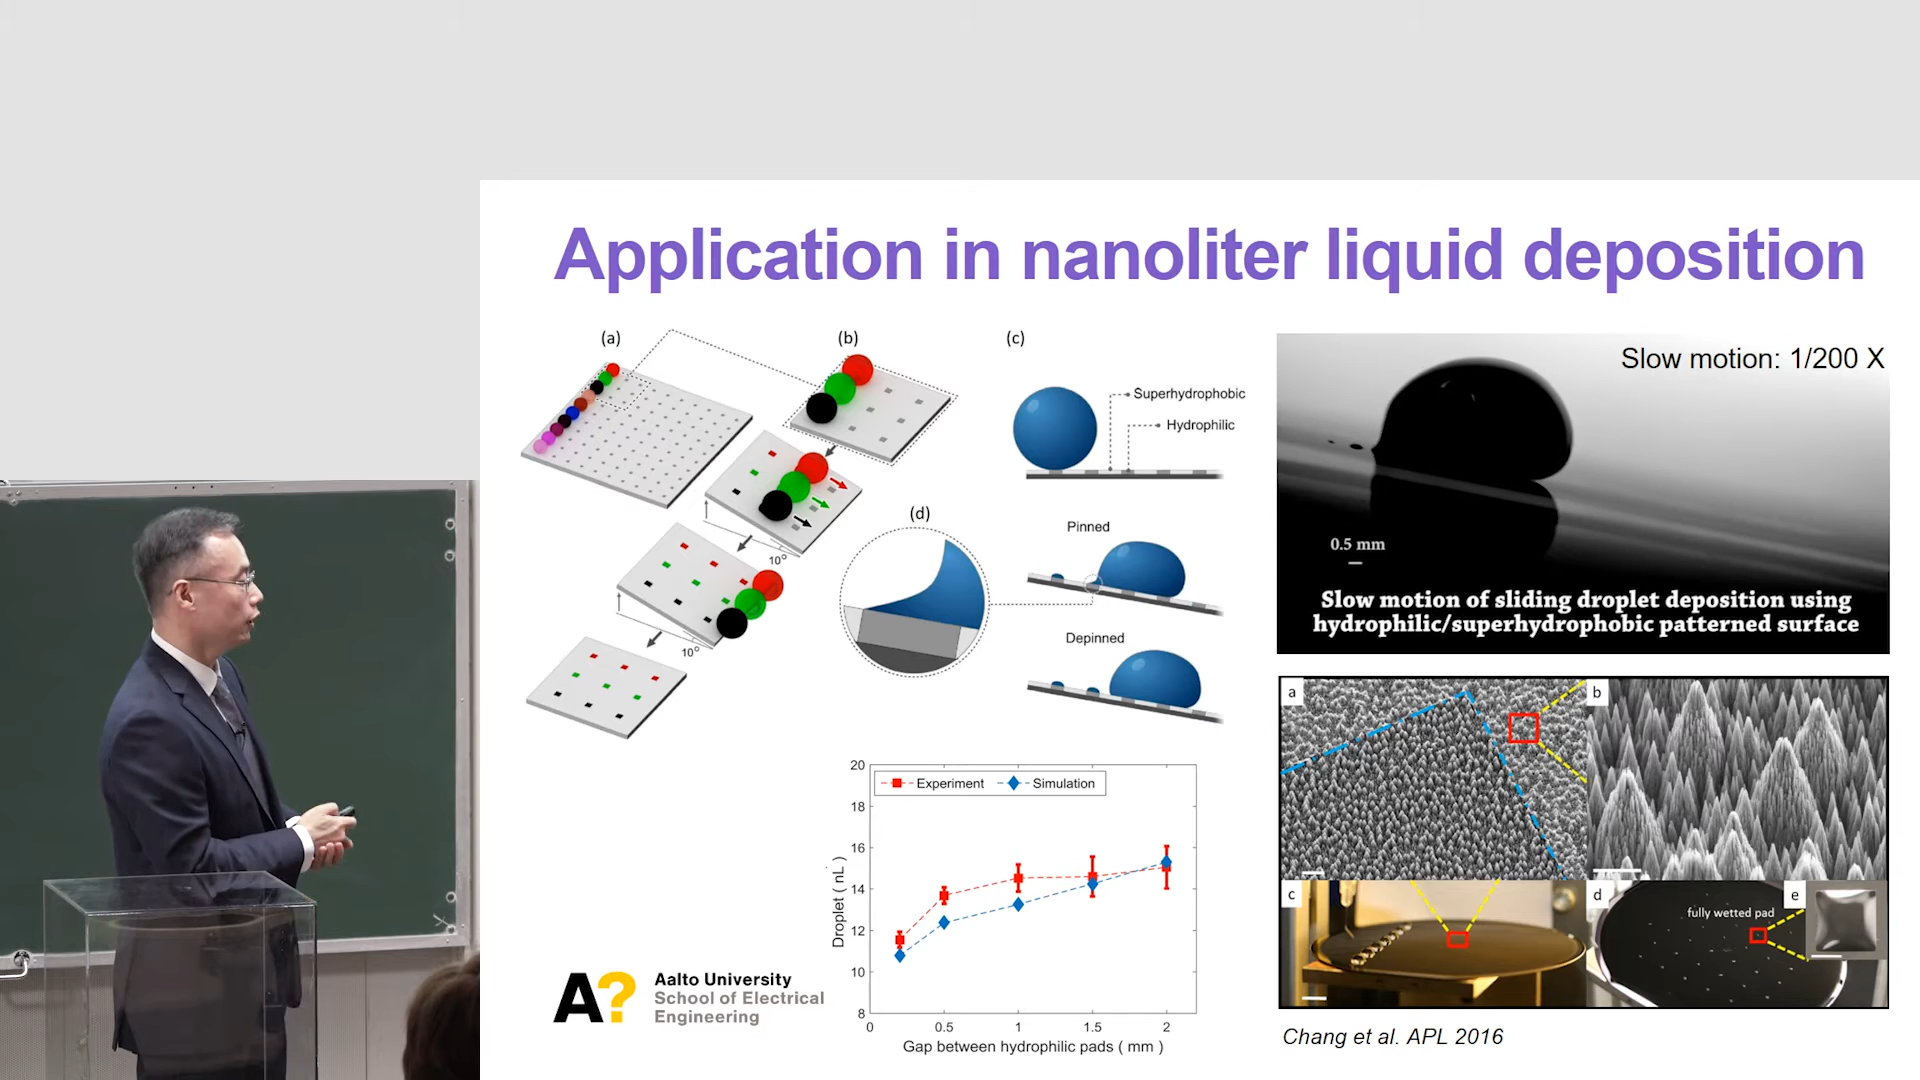 Application in nanoliter liquid deposition
(a)
(b)
(c)
Superhydrophobic
Hydrophilic
10°
10°
(d)
Pinned
Depinned
Slow motion: 1/200 X
0.5 mm
Slow motion of sliding droplet deposition using
hydrophilic/superhydrophobic patterned surface
a
b
c
d
fully wetted pad
e
Chang et al. APL 2016
Experiment
Simulation
Droplet ( nL )
20
18
16
14
12
10
8
0
0.5
1
1.5
2
Gap between hydrophilic pads ( mm )
A?
Aalto University
School of Electrical
Engineering